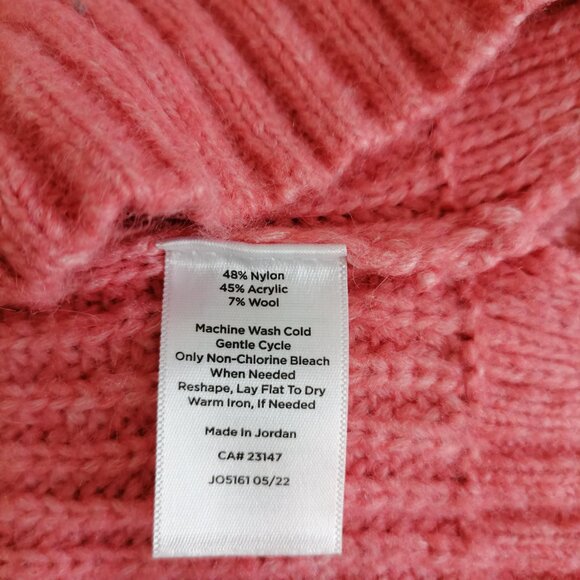 48% Nylon
45% Acrylic
7% Wool
Machine Wash Cold
Gentle Cycle
Only Non-Chlorine Bleach
When Needed
Reshape, Lay Flat To Dry
Warm Iron, If Needed
Made In Jordan
CA# 23147
JO5161 05/22